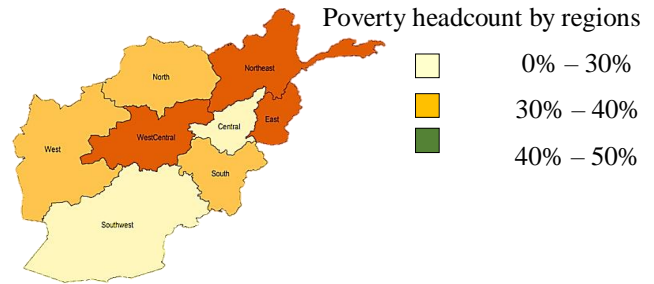 Poverty headcount by regions
0% – 30%
30% – 40%
40% – 50%
North
Northeast
Central
East
WestCentral
West
South
Southwest